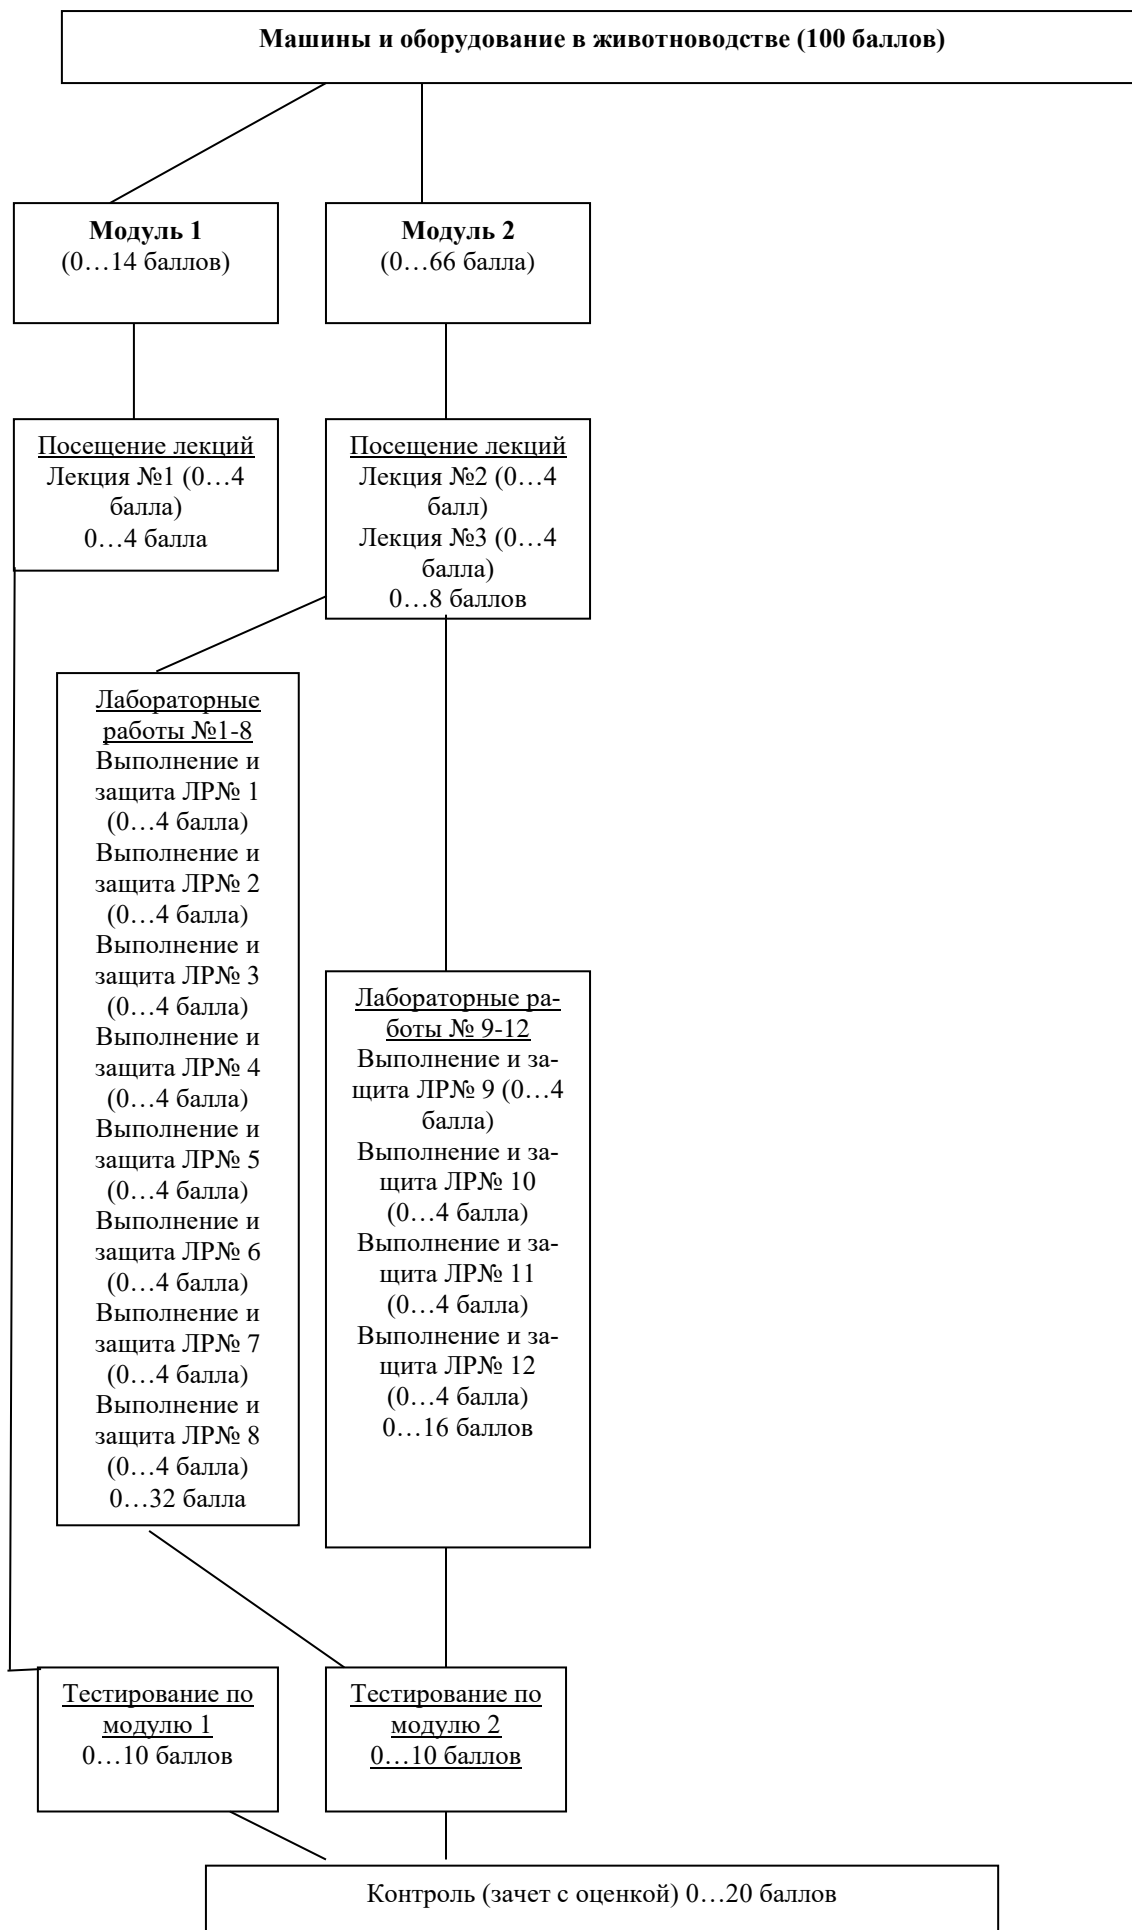 Машины и оборудование в животноводстве (100 баллов)
Модуль 1
(0…14 баллов)
Модуль 2
(0…66 балла)
Посещение лекций
Лекция №1 (0…4
балла)
0…4 балла
Посещение лекций
Лекция №2 (0…4
балл)
Лекция №3 (0…4
балла)
0…8 баллов
Лабораторные
работы №1-8
Выполнение и
защита ЛР№ 1
(0…4 балла)
Выполнение и
защита ЛР№ 2
(0…4 балла)
Выполнение и
защита ЛР№ 3
(0…4 балла)
Выполнение и
защита ЛР№ 4
(0…4 балла)
Выполнение и
защита ЛР№ 5
(0…4 балла)
Выполнение и
защита ЛР№ 6
(0…4 балла)
Выполнение и
защита ЛР№ 7
(0…4 балла)
Выполнение и
защита ЛР№ 8
(0…4 балла)
0…32 балла
Лабораторные ра-
боты № 9-12
Выполнение и за-
щита ЛР№ 9 (0…4
балла)
Выполнение и за-
щита ЛР№ 10
(0…4 балла)
Выполнение и за-
щита ЛР№ 11
(0…4 балла)
Выполнение и за-
щита ЛР№ 12
(0…4 балла)
0…16 баллов
Тестирование по
модулю 1
0…10 баллов
Тестирование по
модулю 2
0…10 баллов
Контроль (зачет с оценкой) 0…20 баллов